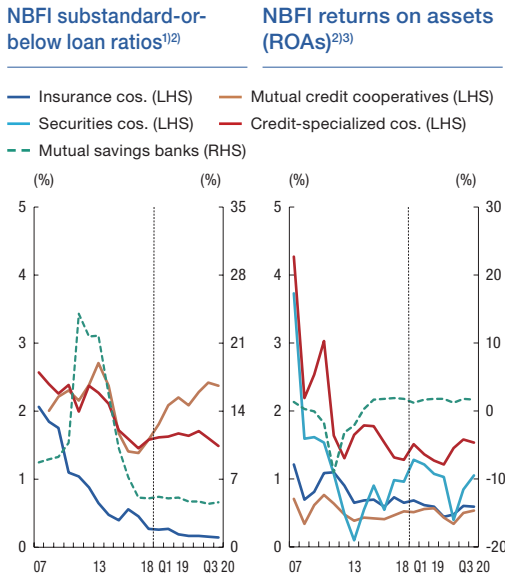 NBFI substandard-or-
below loan ratios1)2)
NBFI returns on assets
(ROAs)2)3)
Insurance cos. (LHS)
Mutual credit cooperatives (LHS)
Securities cos. (LHS)
Credit-specialized cos. (LHS)
Mutual savings banks (RHS)
(%) (%)
5 35
4 28
3 21
2 14
1 7
0 0
07 13 18 Q1 19 Q3 20
(%) (%)
5 30
4 20
3 10
2 0
1 -10
0 -20
07 13 18 Q1 19 Q3 20